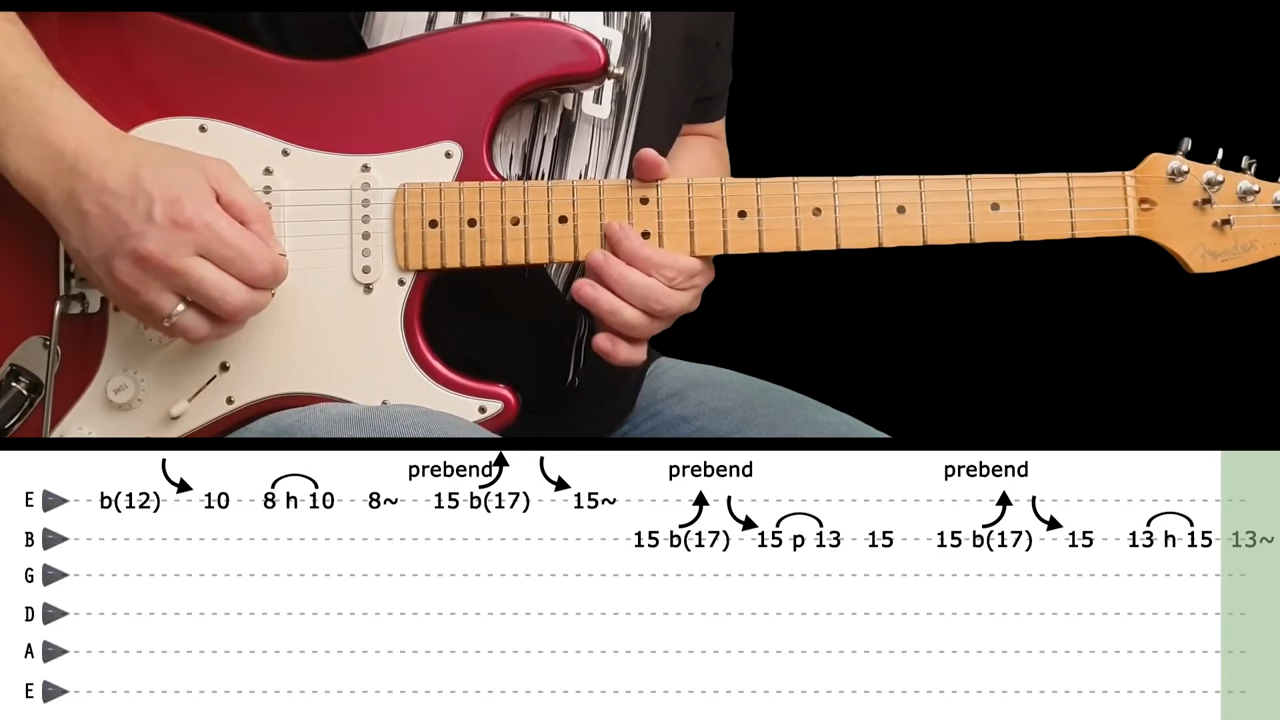 prebend prebend prebend
E b(12) 10 8 h 10 8~ 15 b(17) 15~
B 15 b(17) 15 p 13 15 15 b(17) 15 13 h 15 13~
G
D
A
E